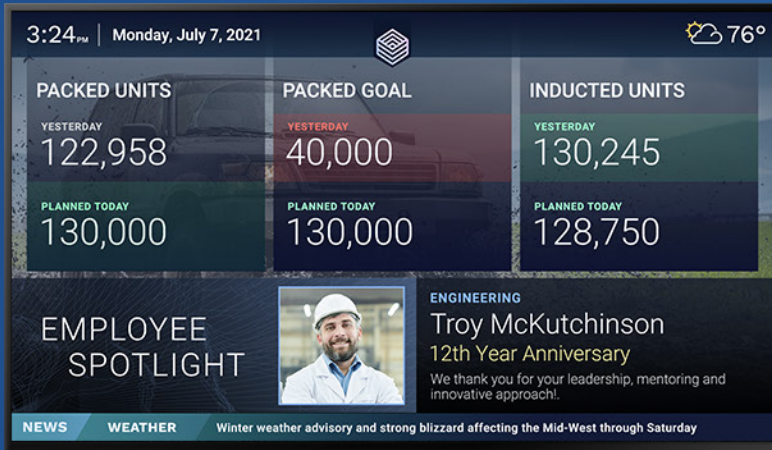 3:24PM | Monday, July 7, 2021
76°
PACKED UNITS
YESTERDAY
122,958
PLANNED TODAY
130,000
PACKED GOAL
YESTERDAY
40,000
PLANNED TODAY
130,000
INDUCTED UNITS
YESTERDAY
130,245
PLANNED TODAY
128,750
EMPLOYEE
SPOTLIGHT
ENGINEERING
Troy McKutchinson
12th Year Anniversary
We thank you for your leadership, mentoring and
innovative approach!.
NEWS WEATHER Winter weather advisory and strong blizzard affecting the Mid-West through Saturday